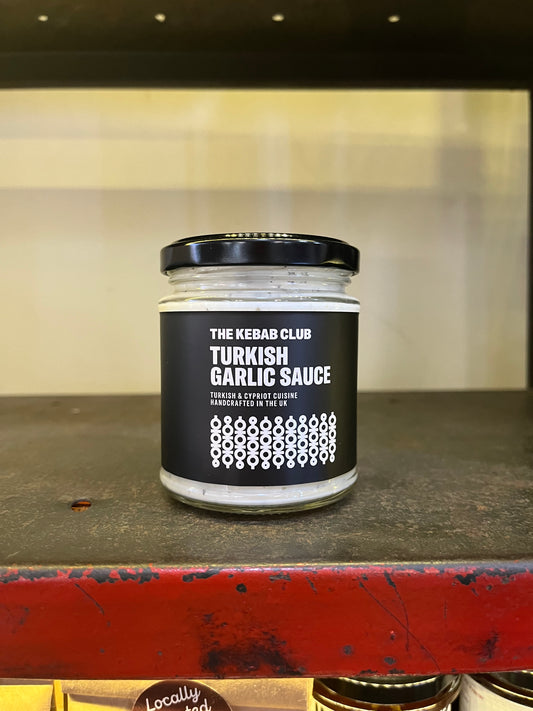 THE KEBAB CLUB
TURKISH
GARLIC SAUCE
TURKISH & CYPRIOT CUISINE
HANDCRAFTED IN THE UK
Locally